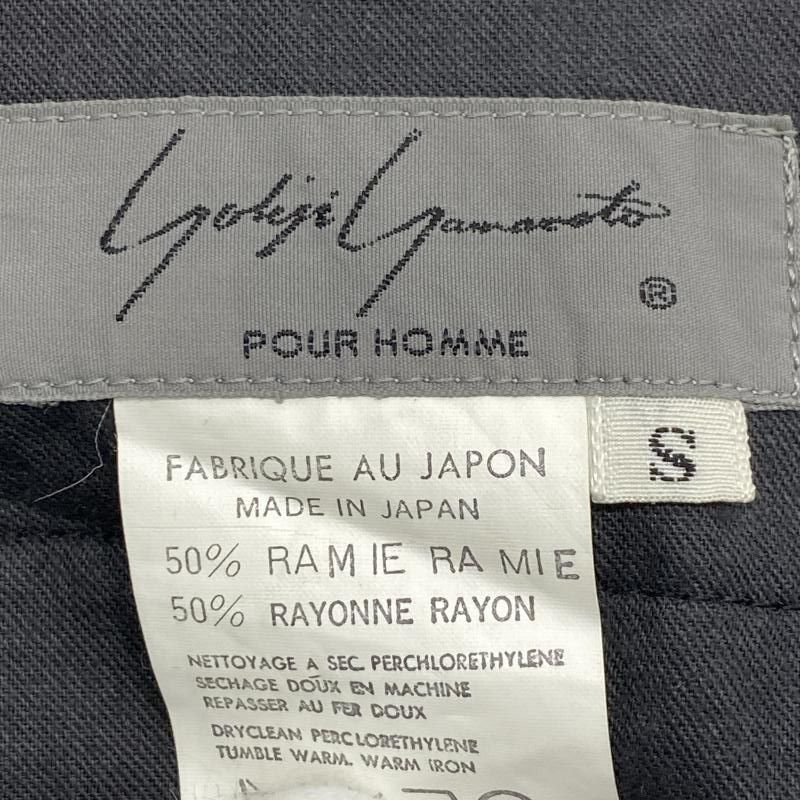 Yohji Yamamoto
®
POUR HOMME
S
FABRIQUE AU JAPON
MADE IN JAPAN
50% RAMIE RAMIE
50% RAYONNE RAYON
NETTOYAGE A SEC PERCHLORETHYLENE
SECHAGE DOUX EN MACHINE
REPASSER AU FER DOUX
DRYCLEAN PERCLORETHYLENE
TUMBLE WARM. WARM IRON